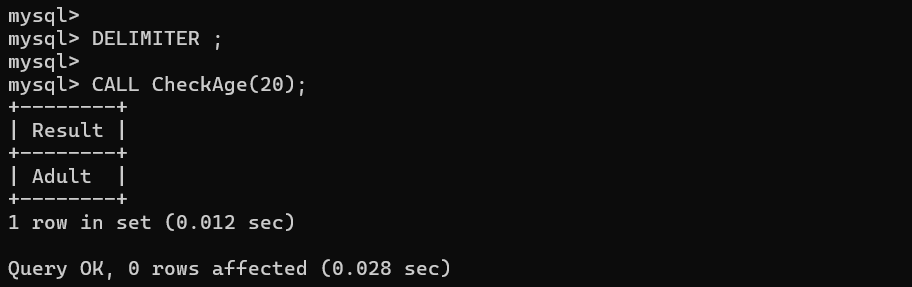 mysql>
mysql> DELIMITER ;
mysql>
mysql> CALL CheckAge(20);
+--------+
| Result |
+--------+
| Adult  |
+--------+
1 row in set (0.012 sec)

Query OK, 0 rows affected (0.028 sec)